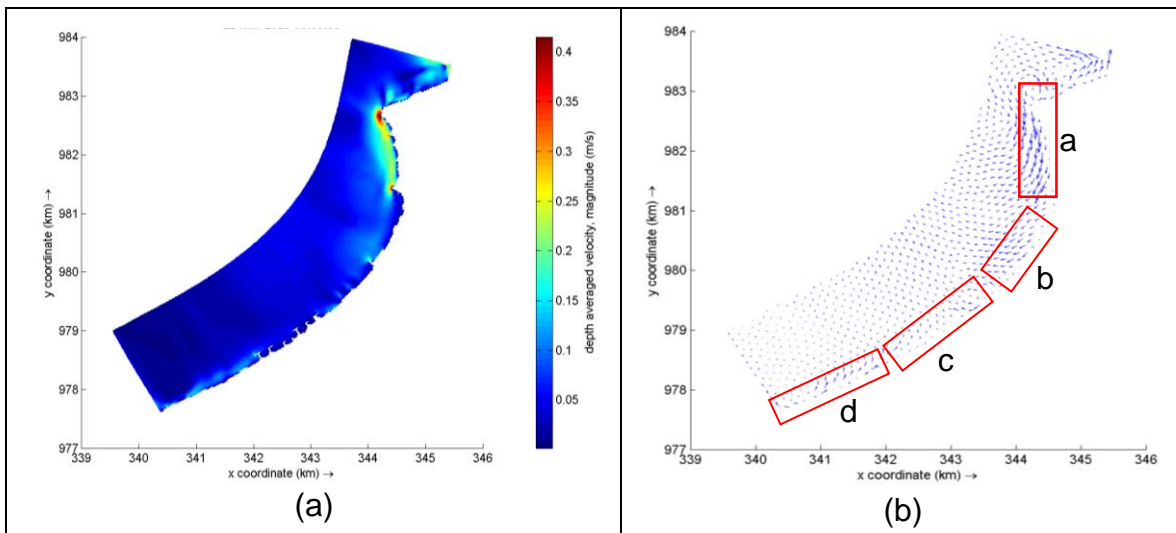 984
983
982
981
980
979
978
977
339 340 341 342 343 344 345 346
x coordinate (km) →
y coordinate (km) →
0.4
0.35
0.3
0.25
0.2
0.15
0.1
0.05
depth averaged velocity, magnitude (m/s)
(a)
984
983
982
981
980
979
978
977
339 340 341 342 343 344 345 346
x coordinate (km) →
y coordinate (km) →
a
b
c
d
(b)